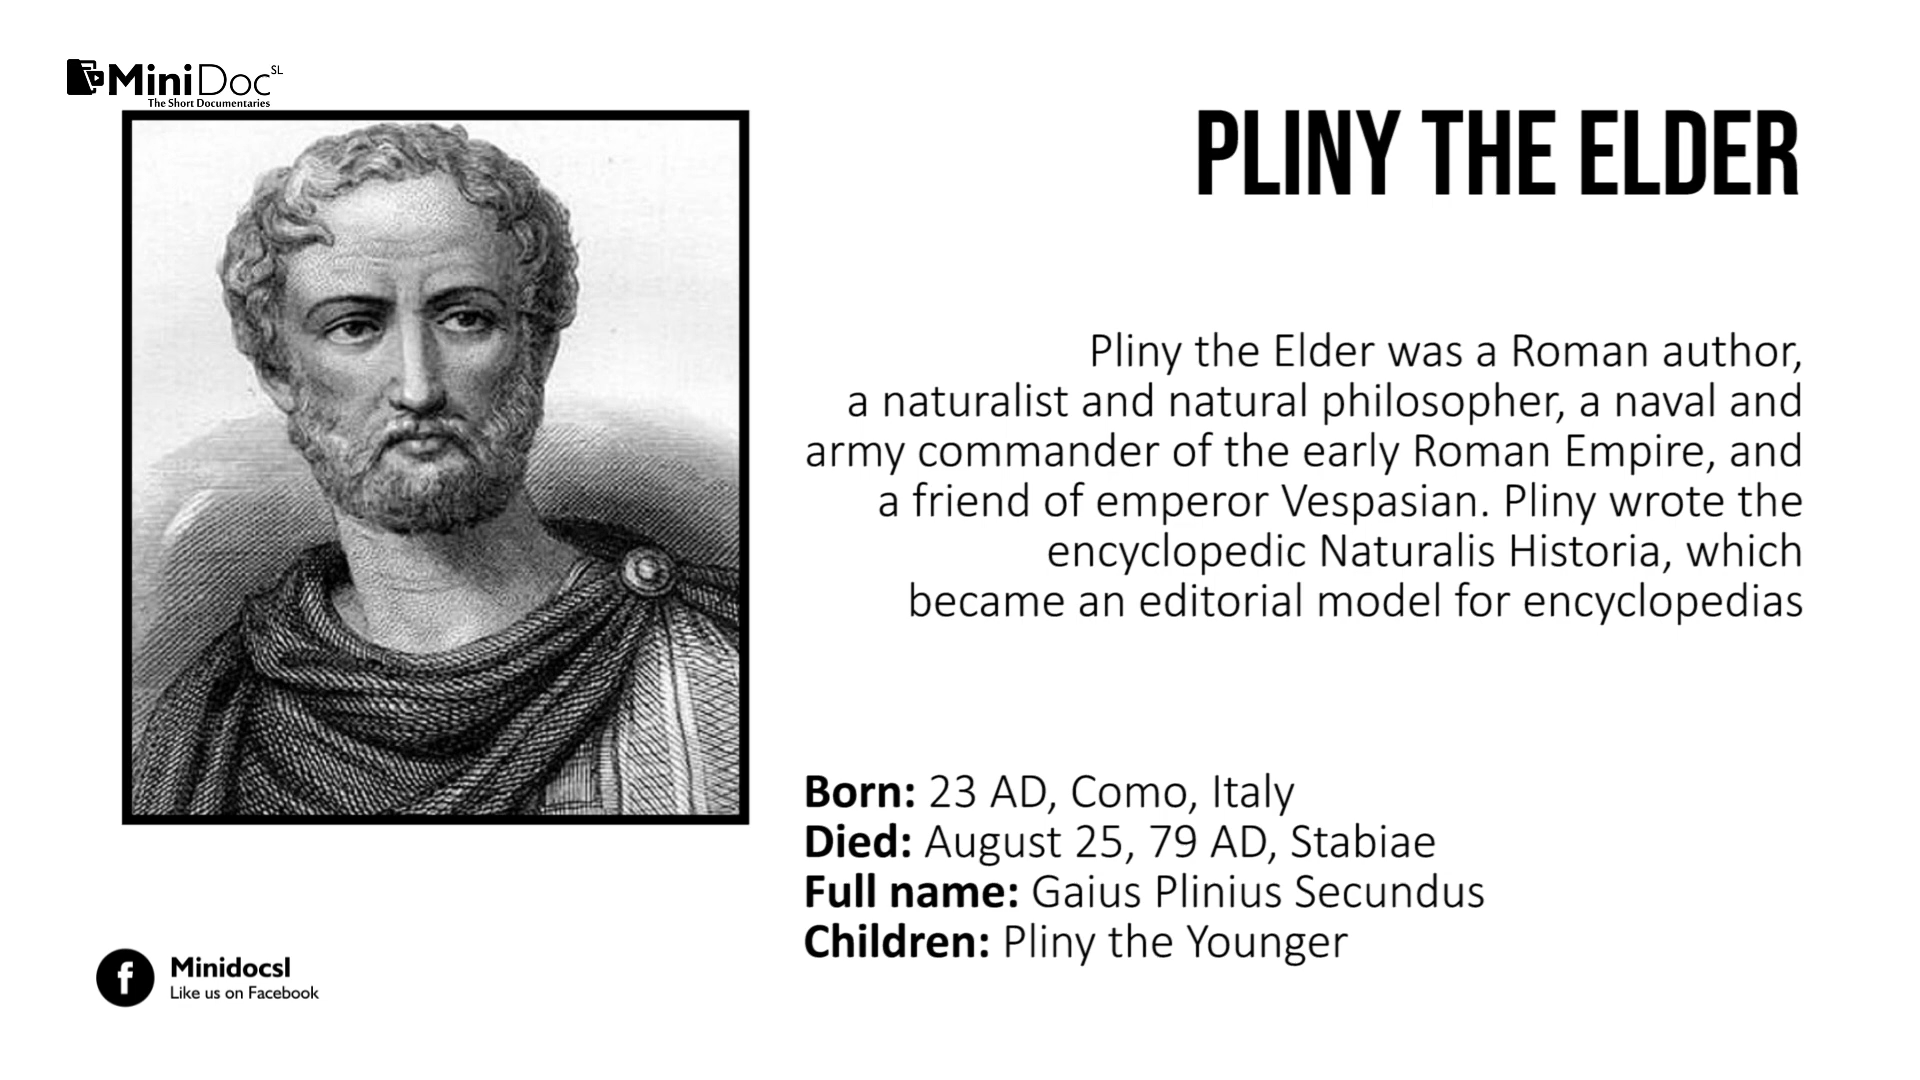 MiniDoc SL
The Short Documentaries
PLINY THE ELDER
Pliny the Elder was a Roman author,
a naturalist and natural philosopher, a naval and
army commander of the early Roman Empire, and
a friend of emperor Vespasian. Pliny wrote the
encyclopedic Naturalis Historia, which
became an editorial model for encyclopedias
Born: 23 AD, Como, Italy
Died: August 25, 79 AD, Stabiae
Full name: Gaius Plinius Secundus
Children: Pliny the Younger
f
Minidocsl
Like us on Facebook